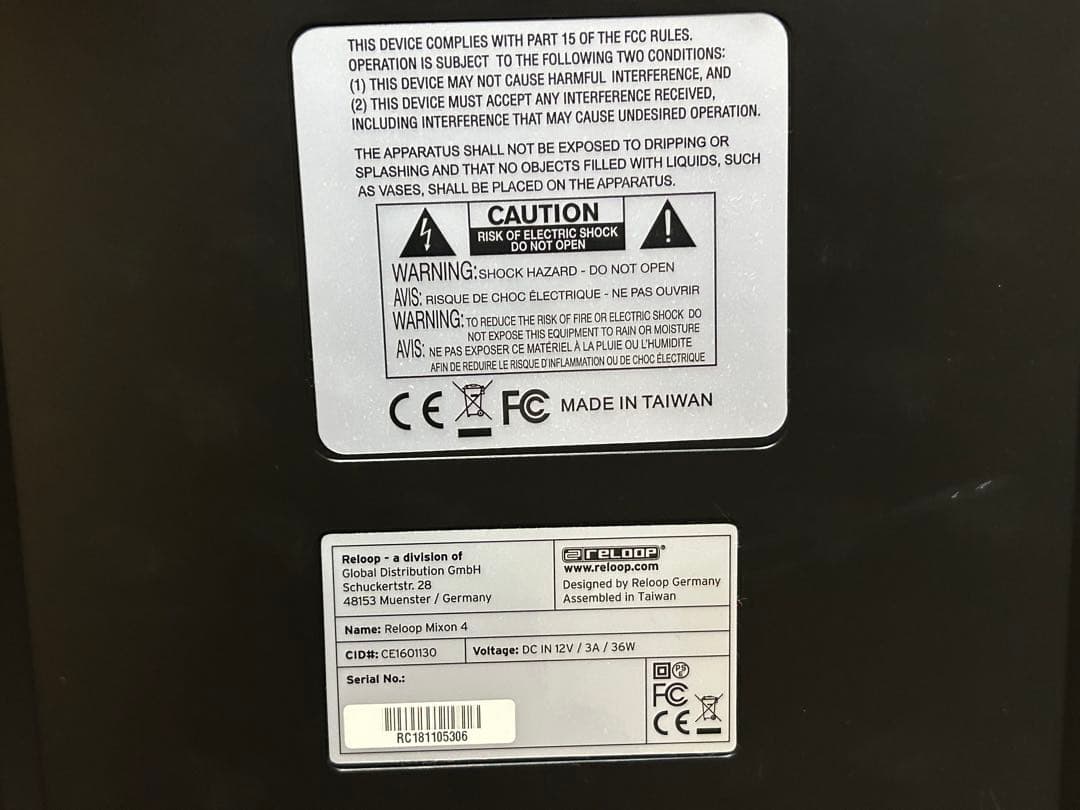 THIS DEVICE COMPLIES WITH PART 15 OF THE FCC RULES.
OPERATION IS SUBJECT TO THE FOLLOWING TWO CONDITIONS:
(1) THIS DEVICE MAY NOT CAUSE HARMFUL INTERFERENCE, AND
(2) THIS DEVICE MUST ACCEPT ANY INTERFERENCE RECEIVED,
INCLUDING INTERFERENCE THAT MAY CAUSE UNDESIRED OPERATION.
THE APPARATUS SHALL NOT BE EXPOSED TO DRIPPING OR
SPLASHING AND THAT NO OBJECTS FILLED WITH LIQUIDS, SUCH
AS VASES, SHALL BE PLACED ON THE APPARATUS.
CAUTION
RISK OF ELECTRIC SHOCK
DO NOT OPEN
WARNING: SHOCK HAZARD - DO NOT OPEN
AVIS: RISQUE DE CHOC ÉLECTRIQUE - NE PAS OUVRIR
WARNING: TO REDUCE THE RISK OF FIRE OR ELECTRIC SHOCK DO
NOT EXPOSE THIS EQUIPMENT TO RAIN OR MOISTURE
AVIS: NE PAS EXPOSER CE MATÉRIEL À LA PLUIE OU L'HUMIDITE
AFIN DE REDUIRE LE RISQUE D'INFLAMMATION OU DE CHOC ÉLECTRIQUE
CE FC MADE IN TAIWAN
Reloop - a division of
Global Distribution GmbH
Schuckertstr. 28
48153 Muenster / Germany
reloop®
www.reloop.com
Designed by Reloop Germany
Assembled in Taiwan
Name: Reloop Mixon 4
CID#: CE1601130
Voltage: DC IN 12V / 3A / 36W
Serial No.:
RC181105306
PS E
FC
CE